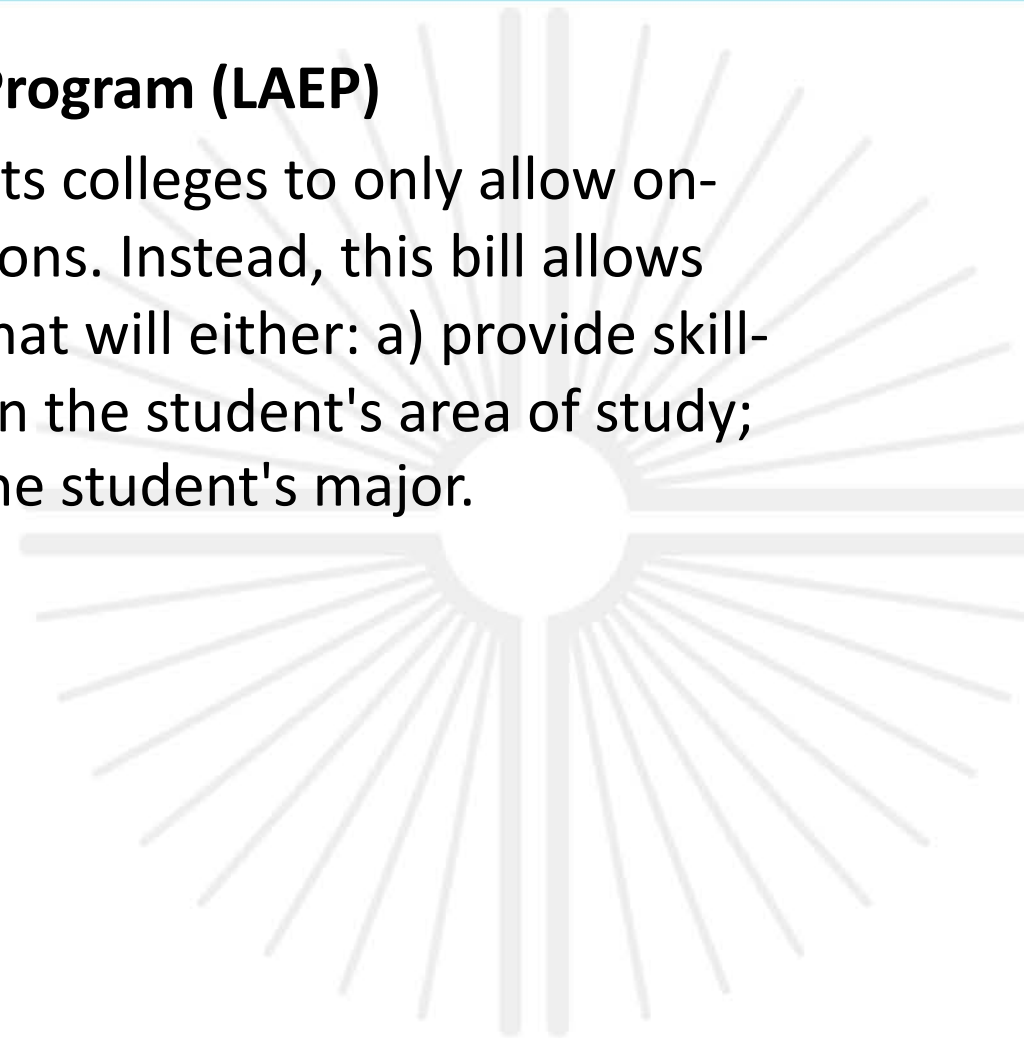 Program (LAEP)
ts colleges to only allow on-
ons. Instead, this bill allows
hat will either: a) provide skill-
n the student's area of study;
he student's major.